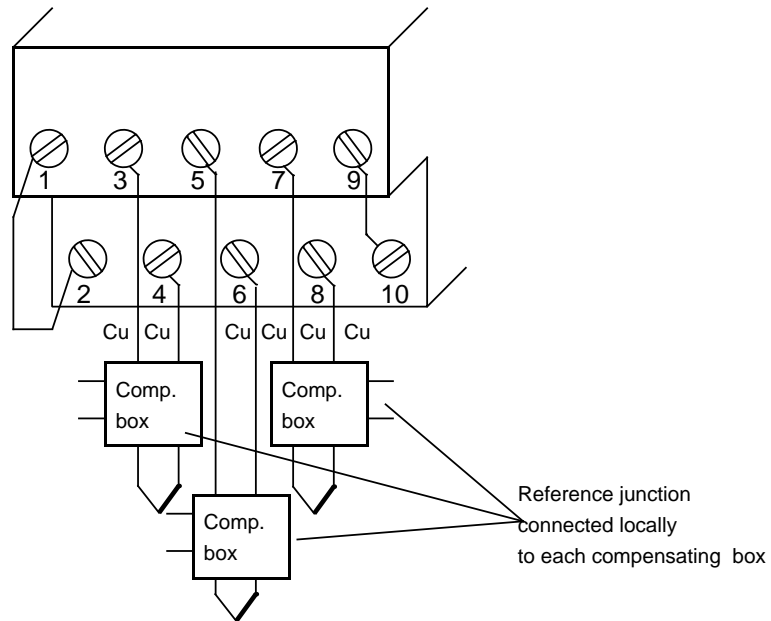 1 3 5 7 9
2 4 6 8 10
Cu Cu Cu Cu Cu Cu
Comp.
box
Comp.
box
Comp.
box
Reference junction
connected locally
to each compensating box